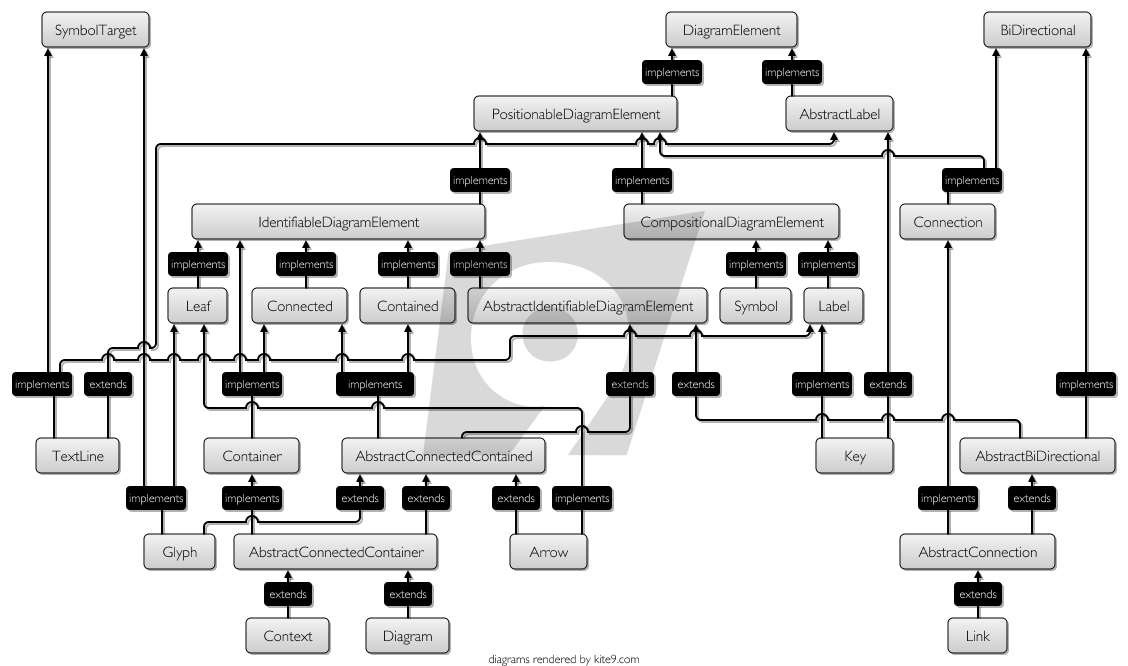 SymbolTarget
DiagramElement
BiDirectional
implements
implements
PositionableDiagramElement
AbstractLabel
implements
implements
implements
IdentifiableDiagramElement
CompositionalDiagramElement
Connection
implements
implements
implements
implements
implements
implements
Leaf
Connected
Contained
AbstractIdentifiableDiagramElement
Symbol
Label
implements
extends
implements
implements
extends
extends
implements
extends
implements
TextLine
Container
AbstractConnectedContained
Key
AbstractBiDirectional
implements
implements
extends
extends
extends
implements
implements
extends
Glyph
AbstractConnectedContainer
Arrow
AbstractConnection
extends
extends
extends
Context
Diagram
Link
diagrams rendered by kite9.com